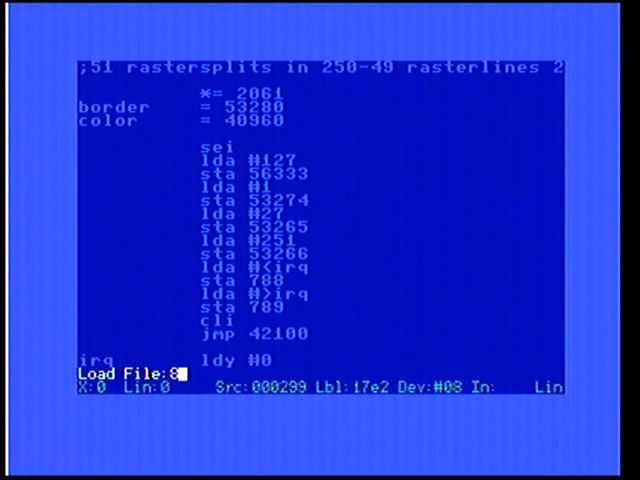 ;51 rastersplits in 250-49 rasterlines 2
*= 2061
border = 53280
color = 40960
sei
lda #127
sta 56333
lda #1
sta 53274
lda #27
sta 53265
lda #251
sta 53266
lda #<irq
sta 788
lda #>irq
sta 789
cli
jmp 42100
irq ldy #0
Load File:8
X:0 Lin:0 Src:000299 Lbl:17e2 Dev:#08 In: Lin